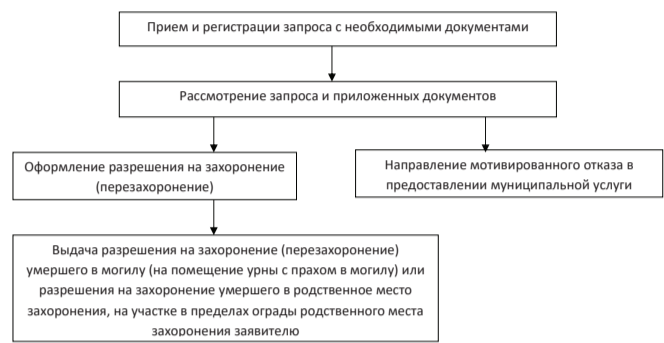 Прием и регистрации запроса с необходимыми документами
Рассмотрение запроса и приложенных документов
Оформление разрешения на захоронение
(перезахоронение)
Направление мотивированного отказа в
предоставлении муниципальной услуги
Выдача разрешения на захоронение (перезахоронение)
умершего в могилу (на помещение урны с прахом в могилу) или
разрешения на захоронение умершего в родственное место
захоронения, на участке в пределах ограды родственного места
захоронения заявителю